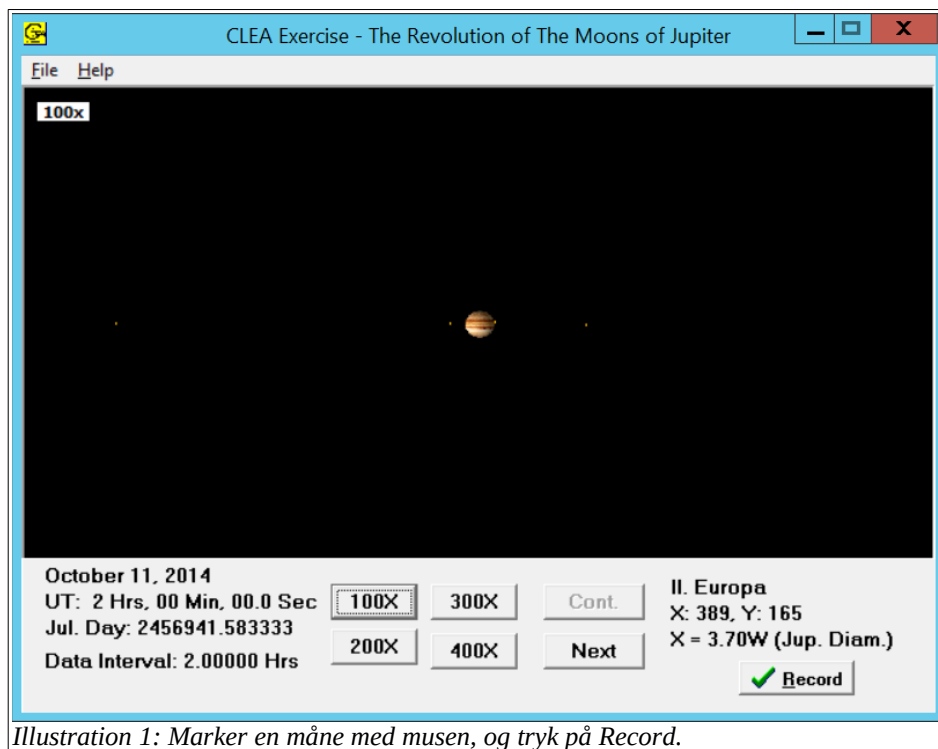 CLEA Exercise - The Revolution of The Moons of Jupiter
File Help
100x
October 11, 2014
UT: 2 Hrs, 00 Min, 00.0 Sec
Jul. Day: 2456941.583333
Data Interval: 2.00000 Hrs
100X 300X Cont.
200X 400X Next
II. Europa
X: 389, Y: 165
X = 3.70W (Jup. Diam.)
Record
Illustration 1: Marker en måne med musen, og tryk på Record.